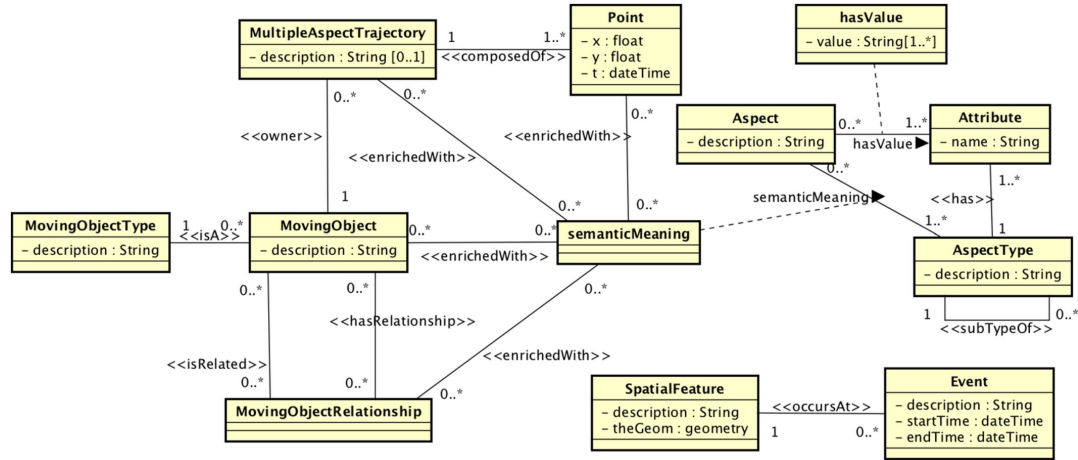 MultipleAspectTrajectory
– description : String [0..1]
1
1..*
<<composedOf>>
Point
– x : float
– y : float
– t : dateTime
hasValue
– value : String[1..*]
0..*
0..*
0..*
<<owner>>
<<enrichedWith>>
<<enrichedWith>>
Aspect
– description : String
0..*
1..*
hasValue
Attribute
– name : String
0..*
semanticMeaning
1..*
<<has>>
1
0..*
0..*
1..*
1
MovingObjectType
– description : String
1
0..*
<<isA>>
MovingObject
– description : String
0..*
0..*
<<enrichedWith>>
semanticMeaning
AspectType
– description : String
1
0..*
<<subTypeOf>>
0..*
0..*
0..*
<<hasRelationship>>
<<isRelated>>
<<enrichedWith>>
0..*
0..*
0..*
MovingObjectRelationship
SpatialFeature
– description : String
– theGeom : geometry
<<occursAt>>
1
0..*
Event
– description : String
– startTime : dateTime
– endTime : dateTime